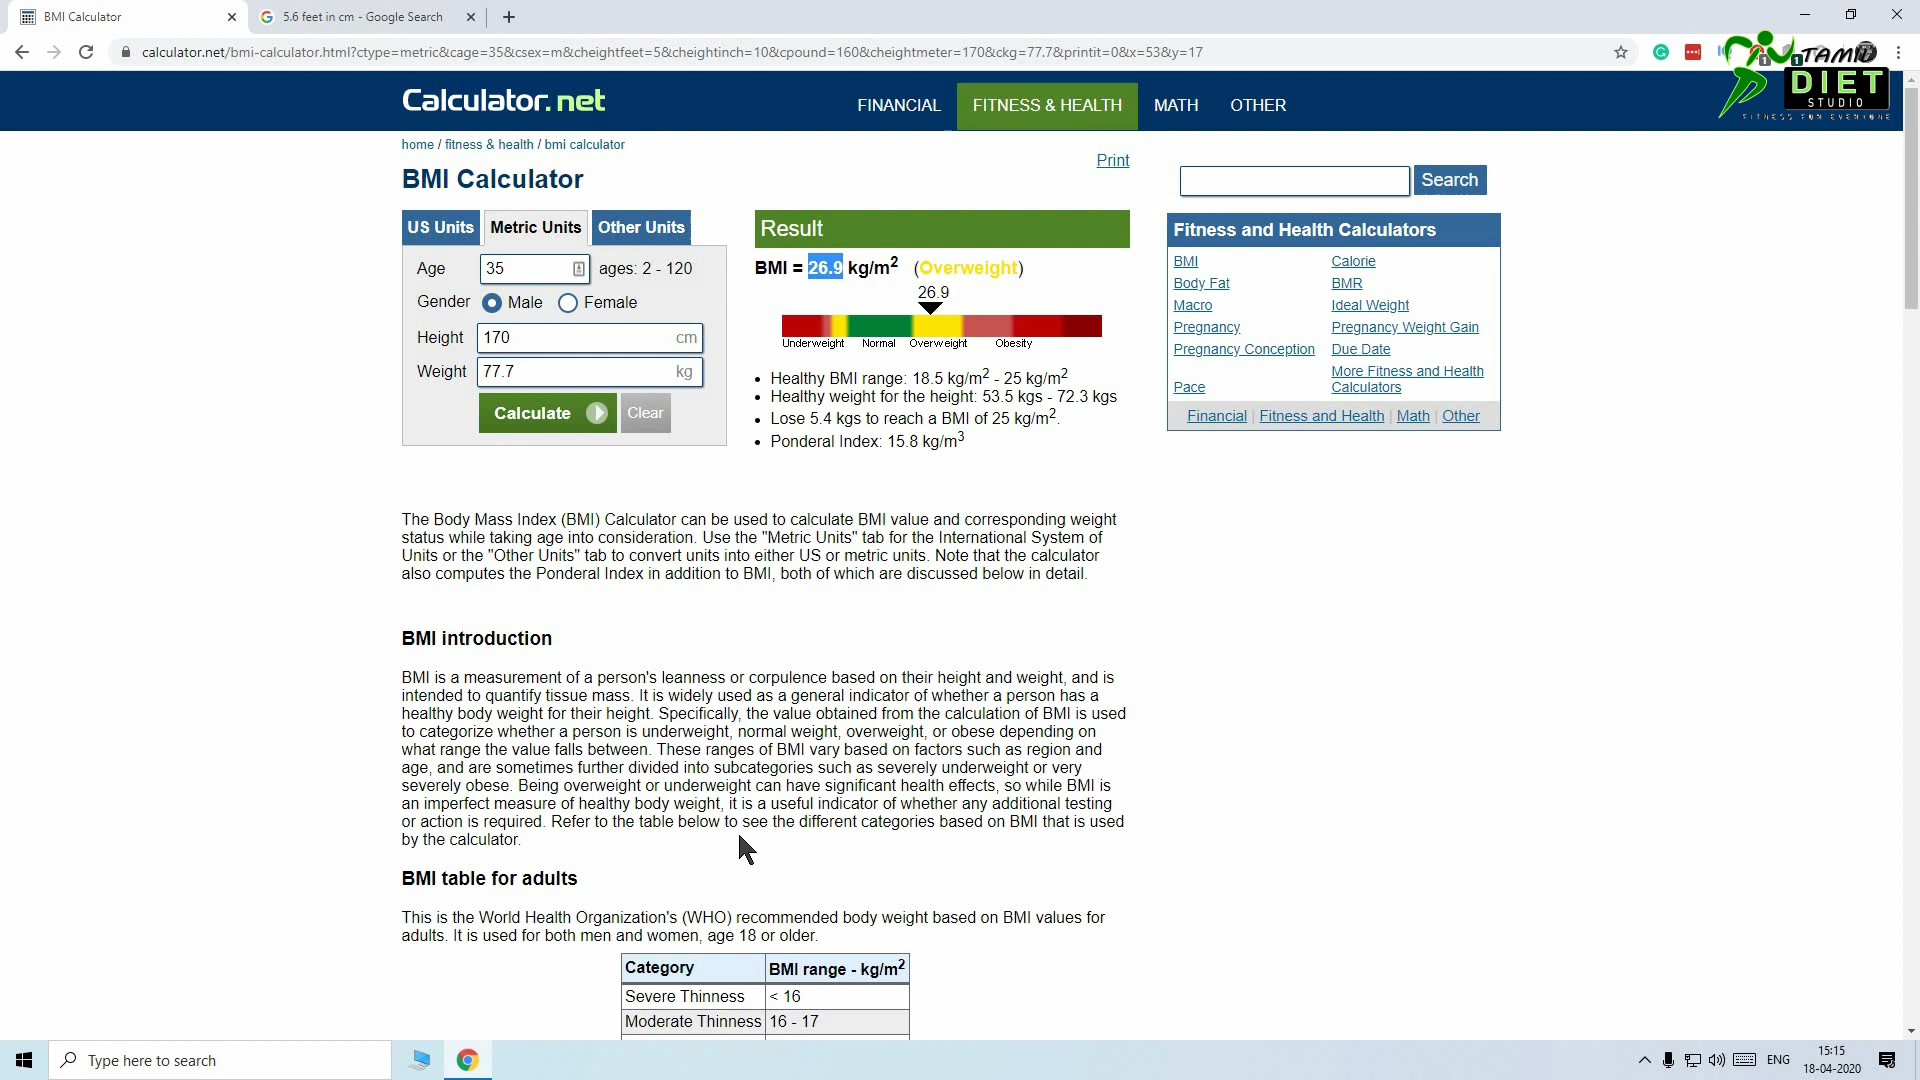 BMI Calculator
5.6 feet in cm - Google Search
calculator.net/bmi-calculator.html?ctype=metric&cage=35&csex=m&cheightfeet=5&cheightinch=10&cpound=160&cheightmeter=170&ckg=77.7&printit=0&x=53&y=17
TAMIL
DIET
STUDIO
FITNESS FOR EVERYONE
Calculator.net
FINANCIAL
FITNESS & HEALTH
MATH
OTHER
home / fitness & health / bmi calculator
Print
BMI Calculator
Search
US Units
Metric Units
Other Units
Age
35
ages: 2 - 120
Gender
Male
Female
Height
170
cm
Weight
77.7
kg
Calculate
Clear
Result
BMI = 26.9 kg/m2 (Overweight)
26.9
Underweight
Normal
Overweight
Obesity
Healthy BMI range: 18.5 kg/m2 - 25 kg/m2
Healthy weight for the height: 53.5 kgs - 72.3 kgs
Lose 5.4 kgs to reach a BMI of 25 kg/m2.
Ponderal Index: 15.8 kg/m3
Fitness and Health Calculators
BMI
Calorie
Body Fat
BMR
Macro
Ideal Weight
Pregnancy
Pregnancy Weight Gain
Pregnancy Conception
Due Date
Pace
More Fitness and Health
Calculators
Financial | Fitness and Health | Math | Other
The Body Mass Index (BMI) Calculator can be used to calculate BMI value and corresponding weight
status while taking age into consideration. Use the "Metric Units" tab for the International System of
Units or the "Other Units" tab to convert units into either US or metric units. Note that the calculator
also computes the Ponderal Index in addition to BMI, both of which are discussed below in detail.
BMI introduction
BMI is a measurement of a person's leanness or corpulence based on their height and weight, and is
intended to quantify tissue mass. It is widely used as a general indicator of whether a person has a
healthy body weight for their height. Specifically, the value obtained from the calculation of BMI is used
to categorize whether a person is underweight, normal weight, overweight, or obese depending on
what range the value falls between. These ranges of BMI vary based on factors such as region and
age, and are sometimes further divided into subcategories such as severely underweight or very
severely obese. Being overweight or underweight can have significant health effects, so while BMI is
an imperfect measure of healthy body weight, it is a useful indicator of whether any additional testing
or action is required. Refer to the table below to see the different categories based on BMI that is used
by the calculator.
BMI table for adults
This is the World Health Organization's (WHO) recommended body weight based on BMI values for
adults. It is used for both men and women, age 18 or older.
Category
BMI range - kg/m2
Severe Thinness
< 16
Moderate Thinness
16 - 17
Type here to search
ENG
15:15
18-04-2020